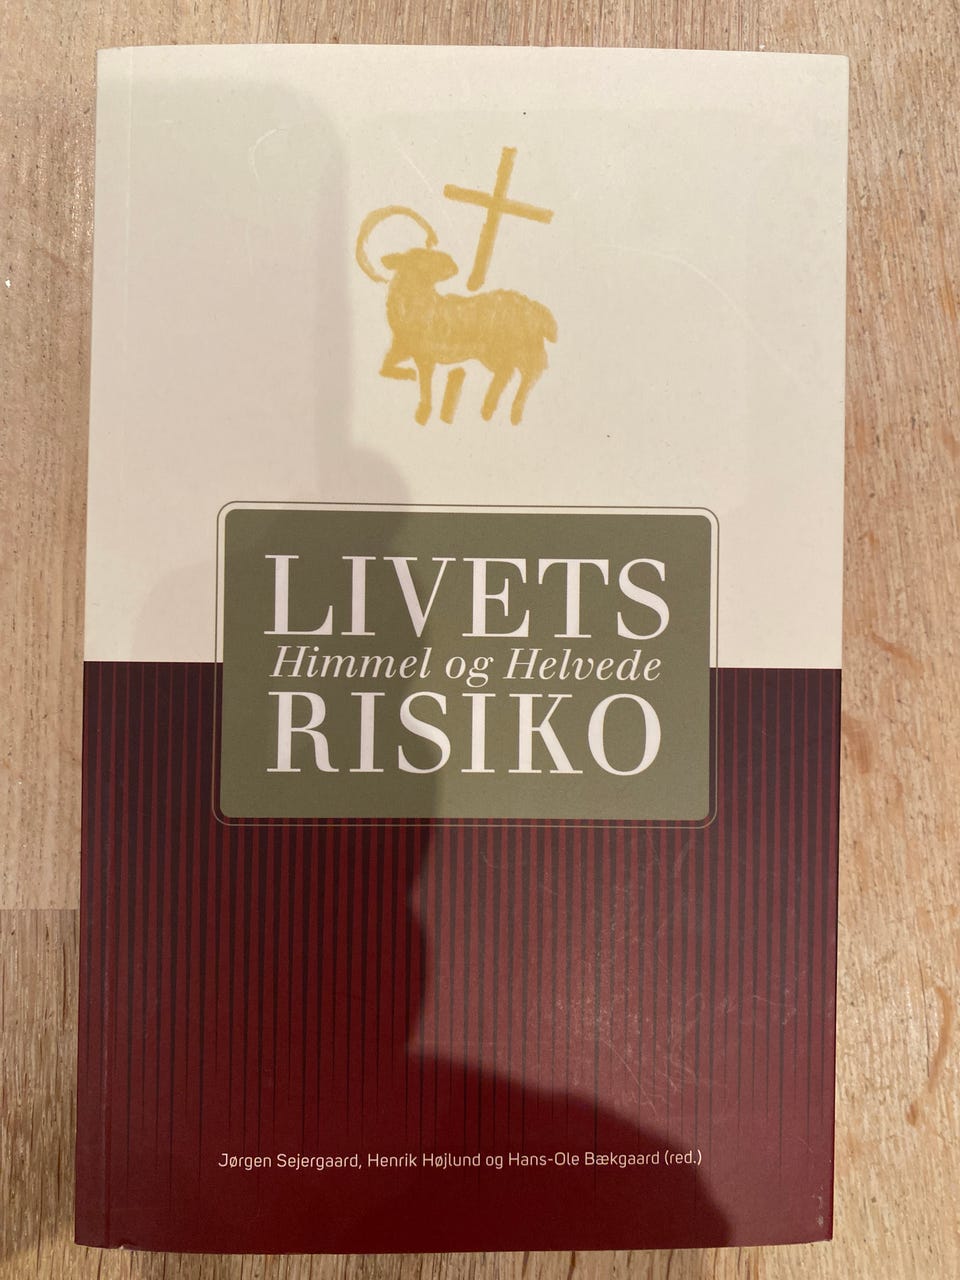 LIVETS
Himmel og Helvede
RISIKO
Jørgen Sejergaard, Henrik Højlund og Hans-Ole Bækgaard (red.)